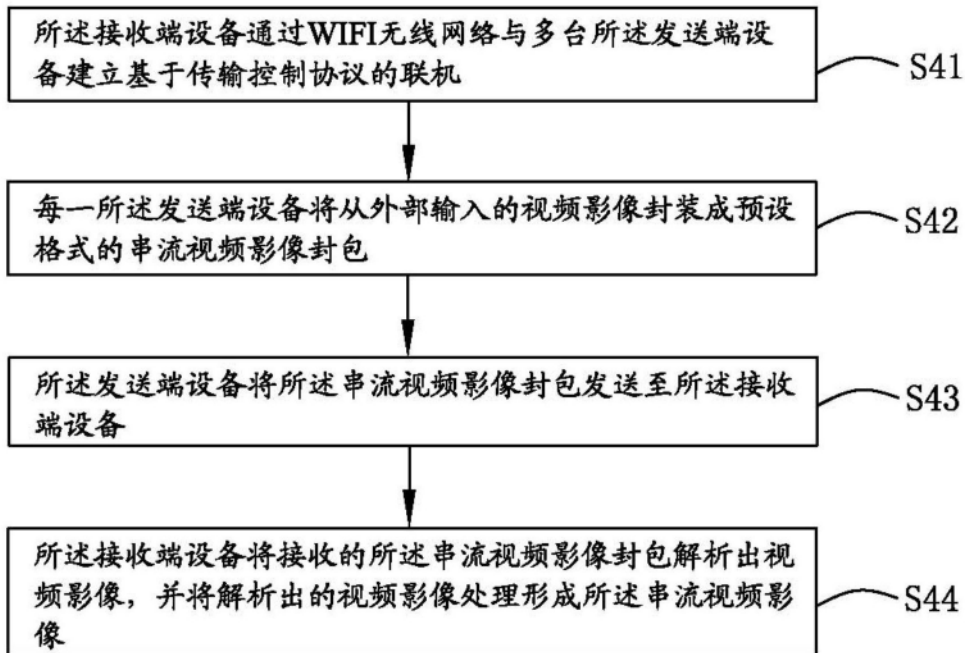 所述接收端设备通过WIFI无线网络与多台所述发送端设
备建立基于传输控制协议的联机
S41
每一所述发送端设备将从外部输入的视频影像封装成预设
格式的串流视频影像封包
S42
所述发送端设备将所述串流视频影像封包发送至所述接收
端设备
S43
所述接收端设备将接收的所述串流视频影像封包解析出视
频影像，并将解析出的视频影像处理形成所述串流视频影
像
S44